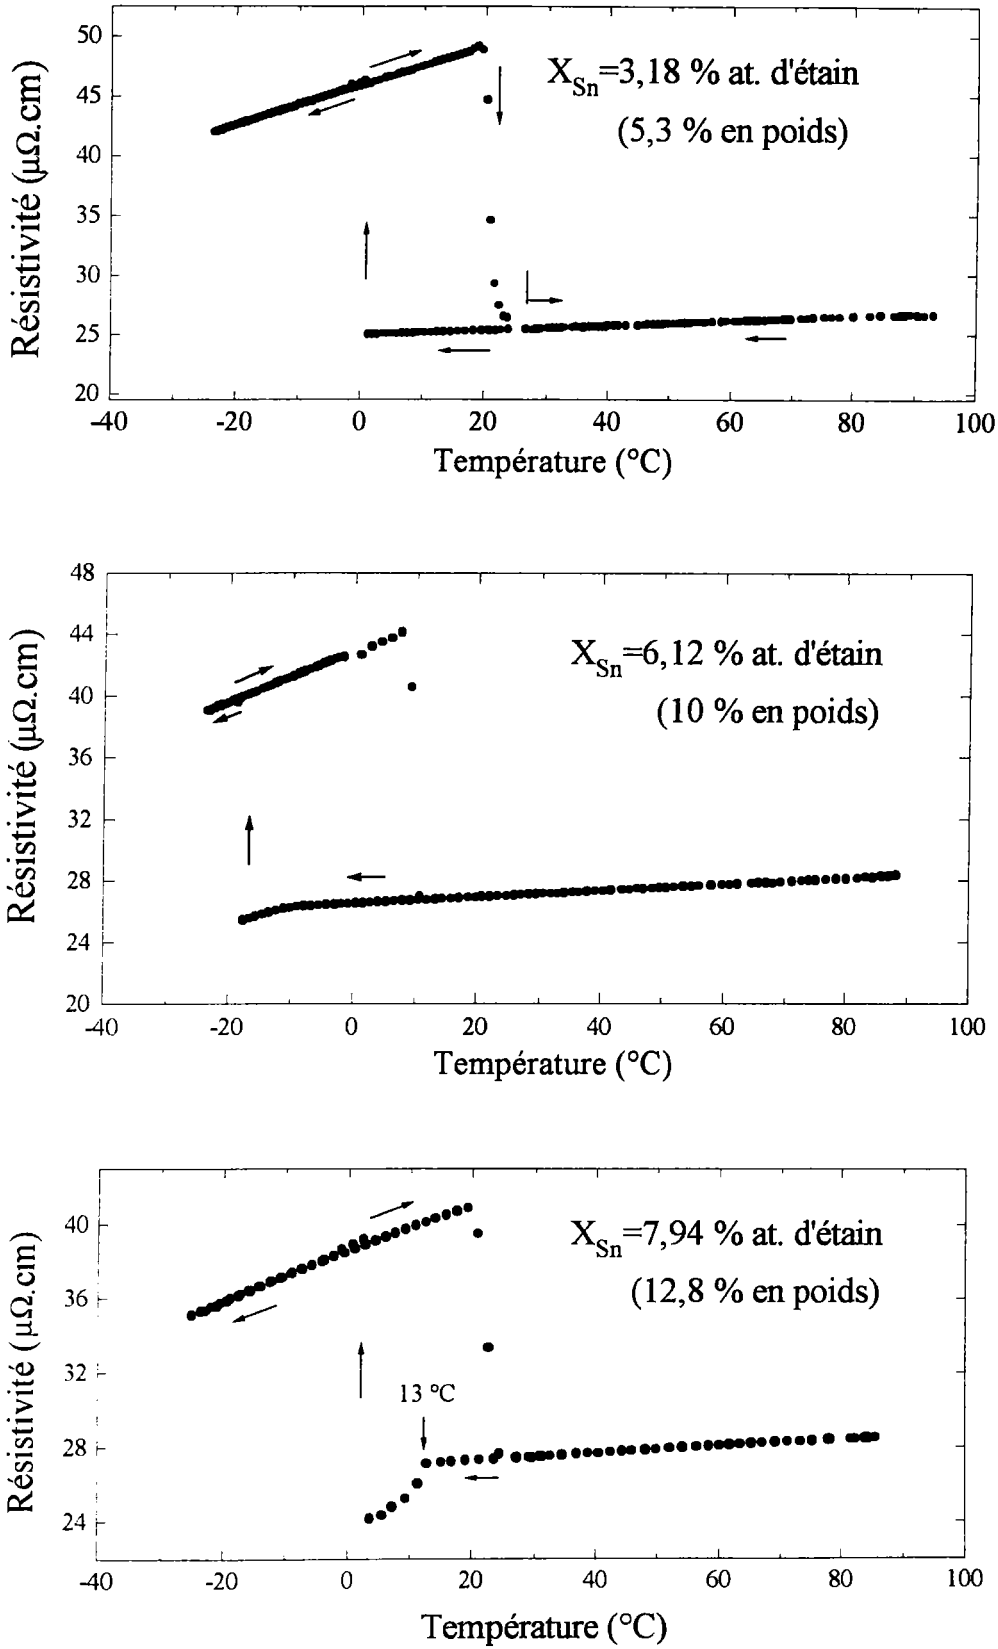 50
45
40
35
30
25
20
Résistivité (µΩ.cm)
X_Sn=3,18 % at. d'étain
(5,3 % en poids)
-40 -20 0 20 40 60 80 100
Température (°C)
48
44
40
36
32
28
24
20
Résistivité (µΩ.cm)
X_Sn=6,12 % at. d'étain
(10 % en poids)
-40 -20 0 20 40 60 80 100
Température (°C)
40
36
32
28
24
Résistivité (µΩ.cm)
X_Sn=7,94 % at. d'étain
(12,8 % en poids)
13 °C
-40 -20 0 20 40 60 80 100
Température (°C)